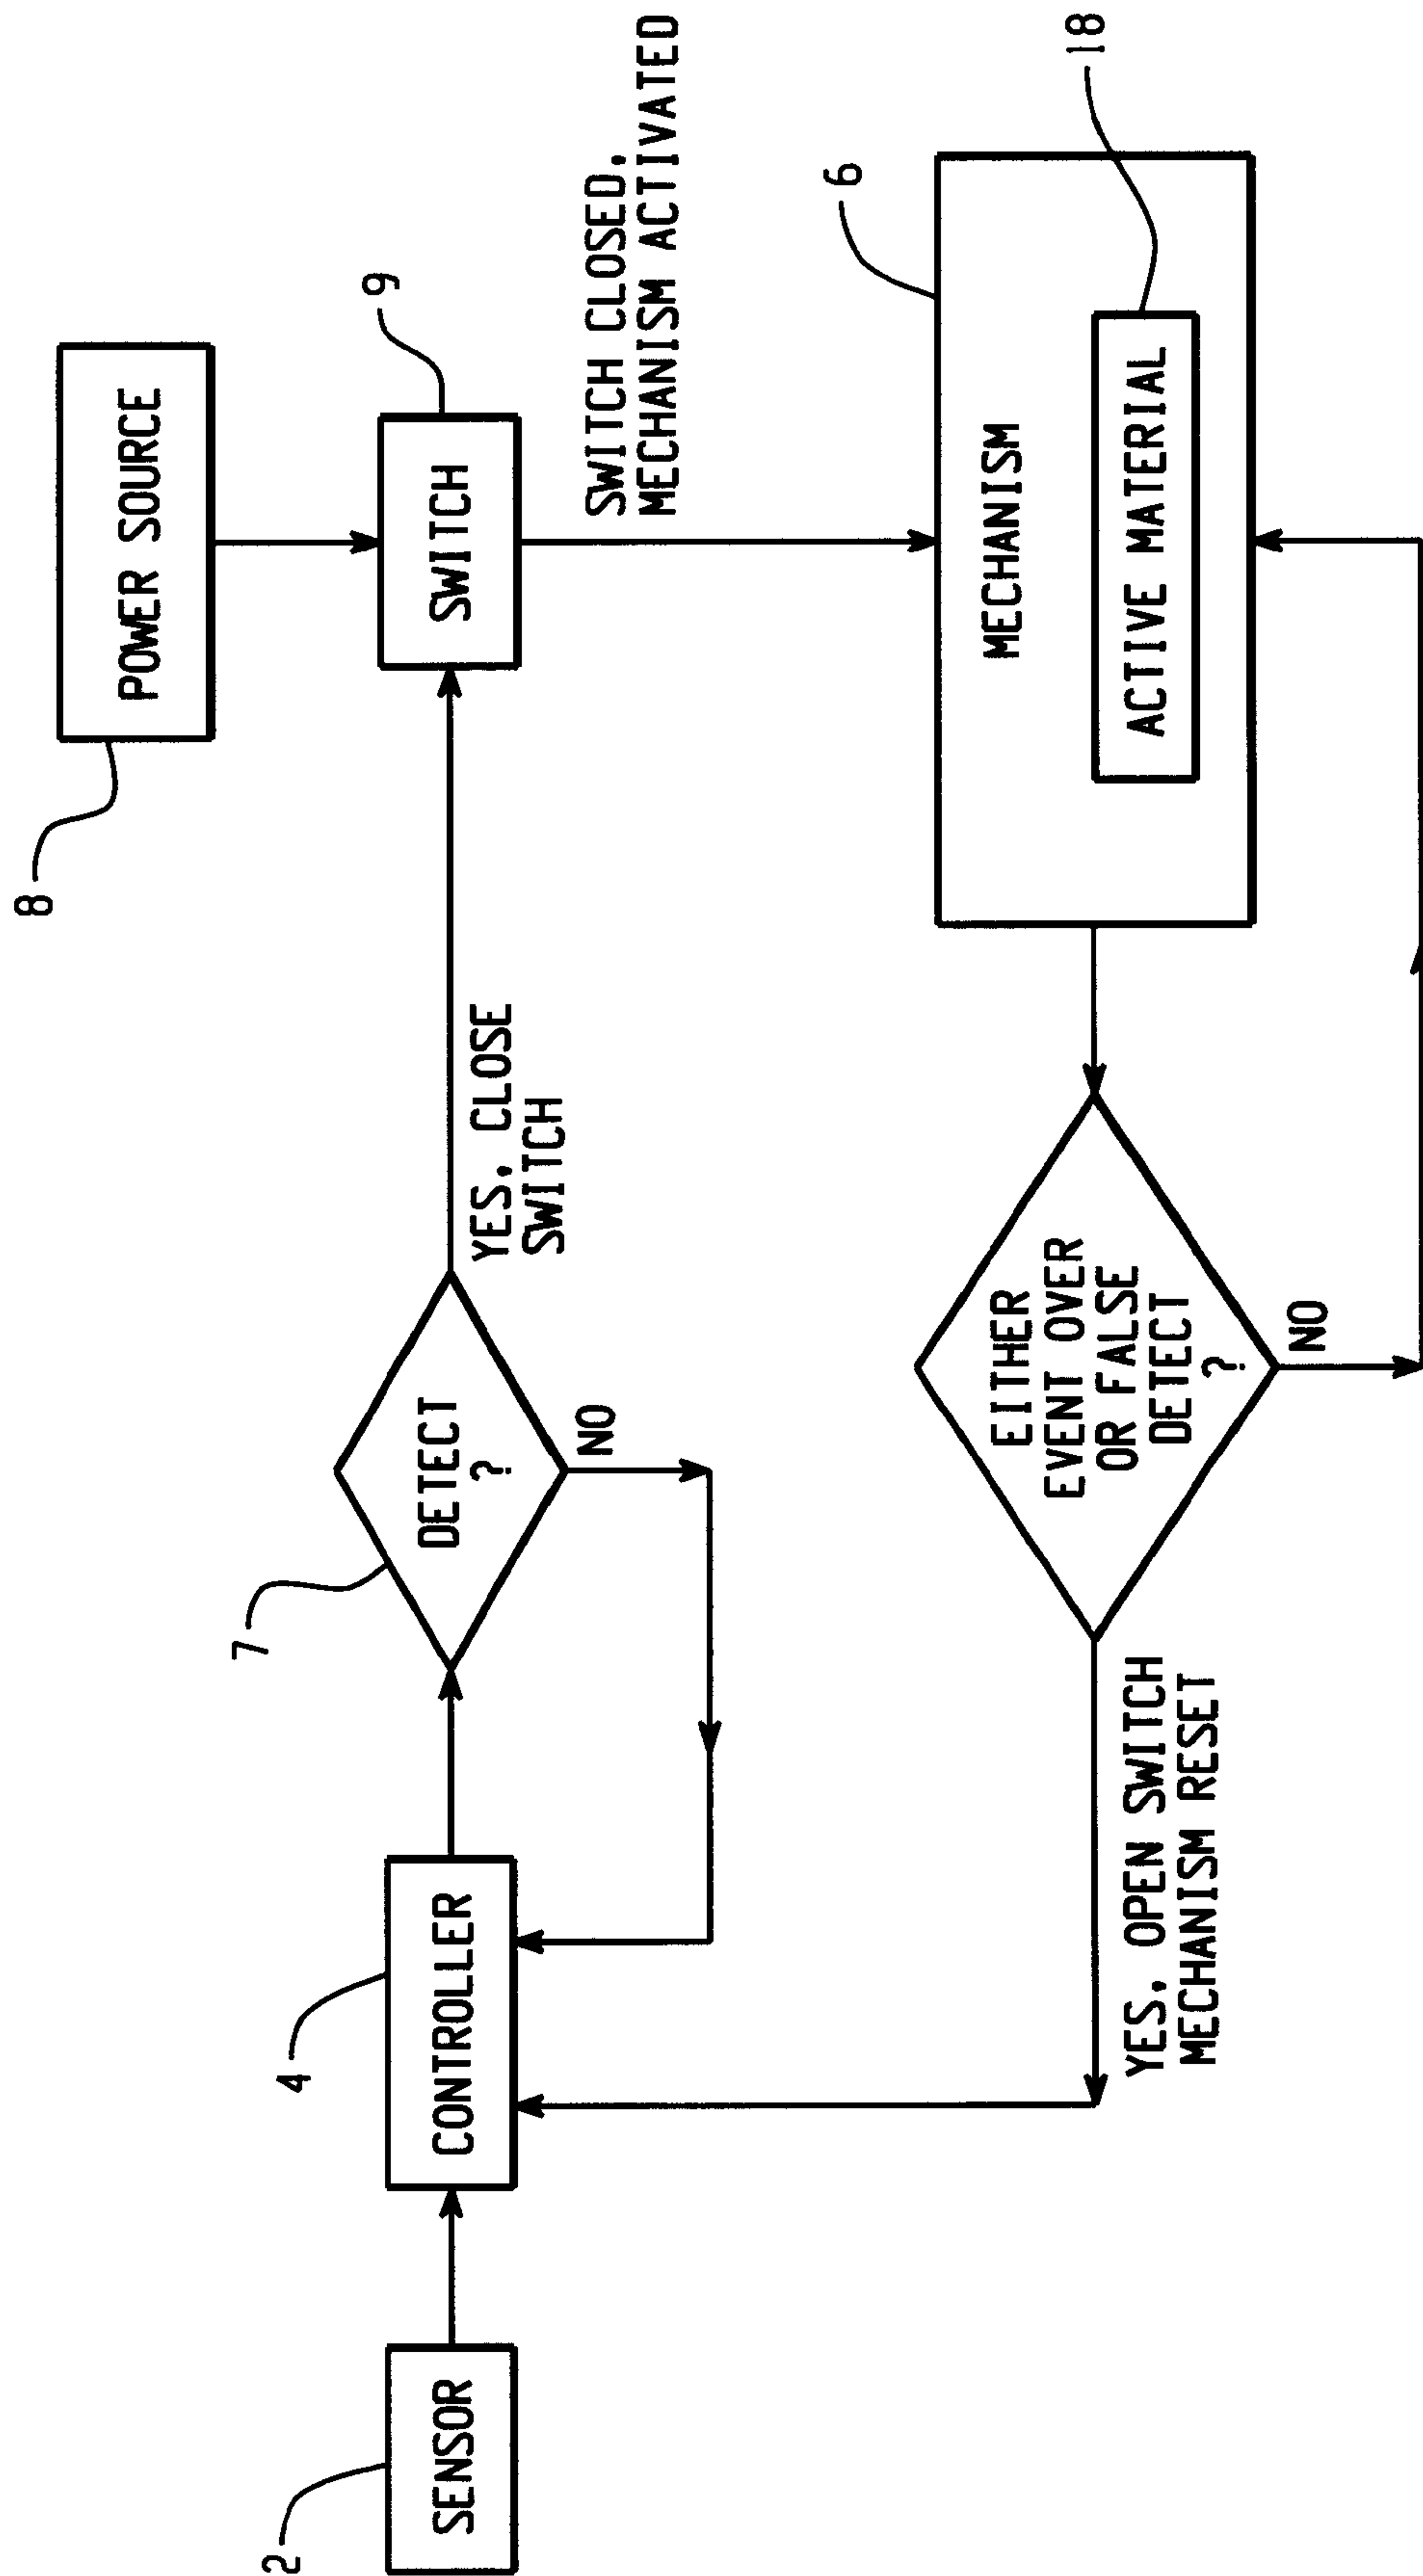 8
POWER SOURCE
9
SWITCH
SWITCH CLOSED,
MECHANISM ACTIVATED
2
SENSOR
4
CONTROLLER
7
DETECT
?
NO
YES, CLOSE
SWITCH
6
MECHANISM
18
ACTIVE MATERIAL
EITHER
EVENT OVER
OR FALSE
DETECT
?
NO
YES, OPEN SWITCH
MECHANISM RESET